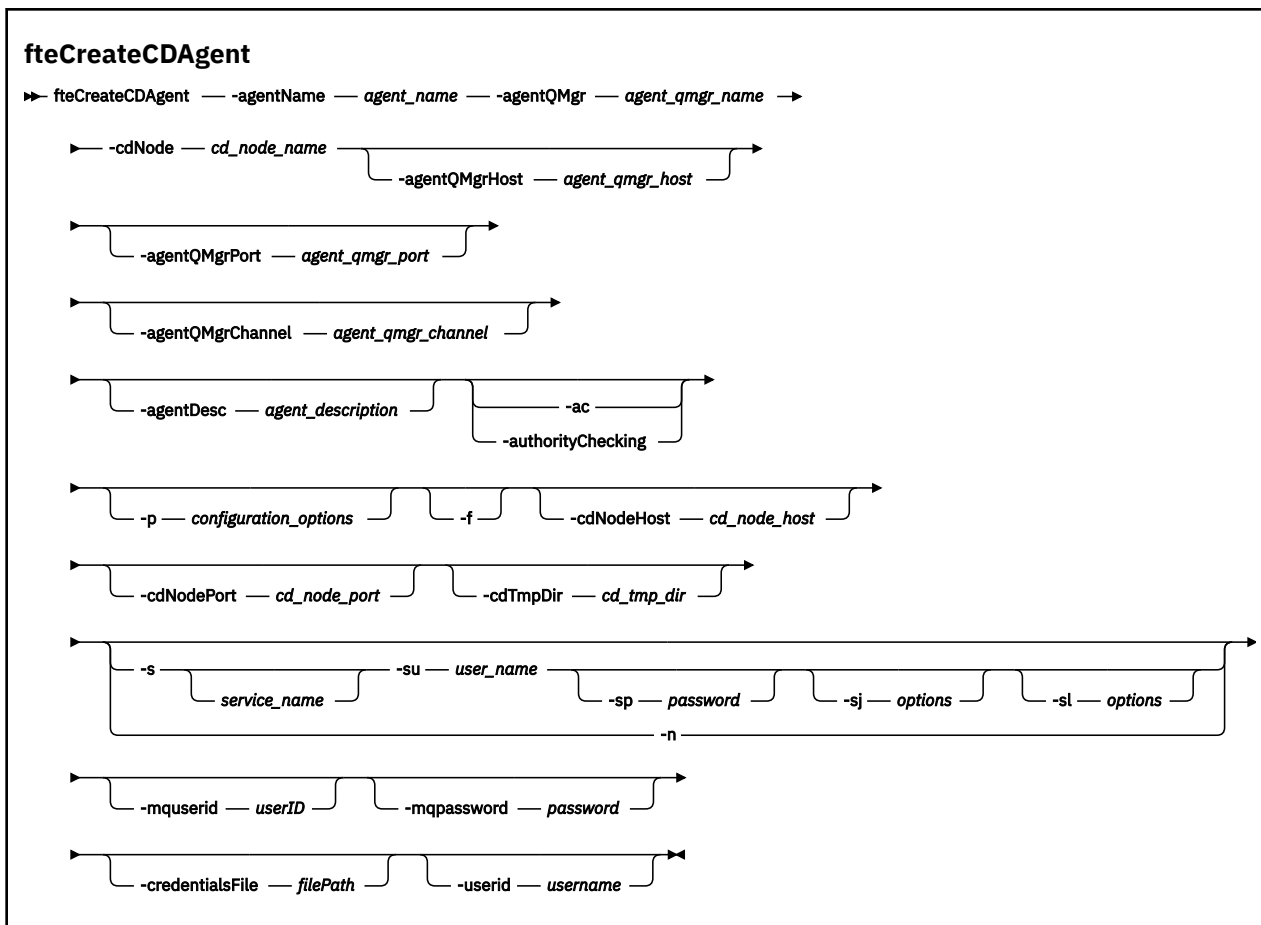 fteCreateCDAgent
fteCreateCDAgent -agentName agent_name -agentQMgr agent_qmgr_name
-cdNode cd_node_name
-agentQMgrHost agent_qmgr_host
-agentQMgrPort agent_qmgr_port
-agentQMgrChannel agent_qmgr_channel
-agentDesc agent_description -ac
-authorityChecking
-p configuration_options -f -cdNodeHost cd_node_host
-cdNodePort cd_node_port -cdTmpDir cd_tmp_dir
-s -su user_name
service_name -sp password -sj options -sl options
-n
-mquserid userID -mqpassword password
-credentialsFile filePath -userid username